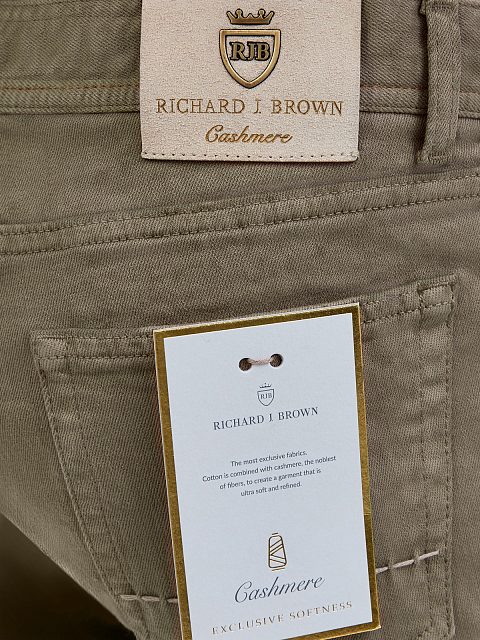 RJB
RICHARD J. BROWN
Cashmere
RJB
RICHARD J. BROWN
The most exclusive fabrics.
Cotton is combined with cashmere, the noblest
of fibers, to create a garment that is
ultra soft and refined.
Cashmere
EXCLUSIVE SOFTNESS